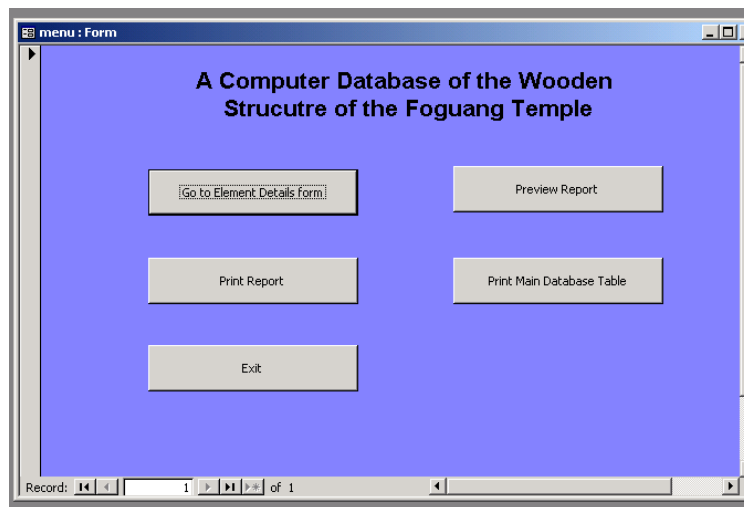 menu : Form
A Computer Database of the Wooden
Strucutre of the Foguang Temple
Go to Element Details form
Preview Report
Print Report
Print Main Database Table
Exit
Record: 1 of 1